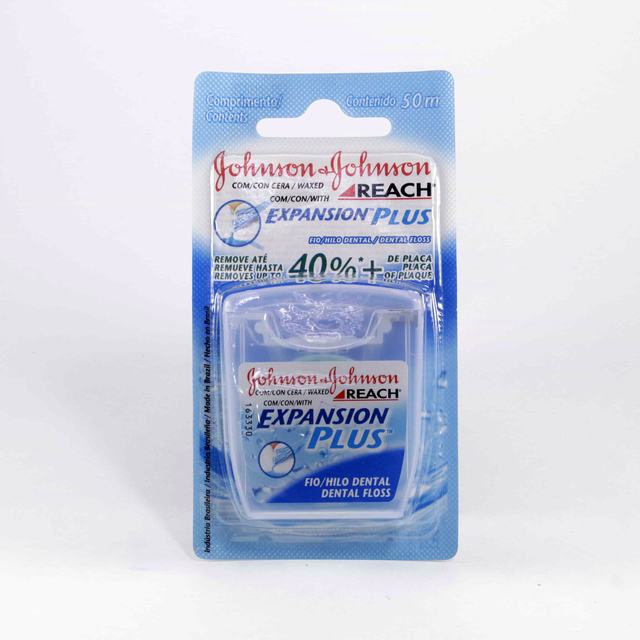 Comprimento/
Contents
Contenido 50m
Johnson & Johnson
COM/CON CERA / WAXED
REACH®
COM/CON/WITH
EXPANSION™ PLUS
FIO/HILO DENTAL / DENTAL FLOSS
REMOVE ATÉ
REMUEVE HASTA
REMOVES UP TO
40%*+
DE PLACA
PLACA
OF PLAQUE
Johnson & Johnson
COM/CON CERA / WAXED
REACH®
COM/CON/WITH
EXPANSION
PLUS™
FIO/HILO DENTAL
DENTAL FLOSS
163330
Indústria Brasileira / Industria Brasileña / Made in Brazil / Hecho en Brasil